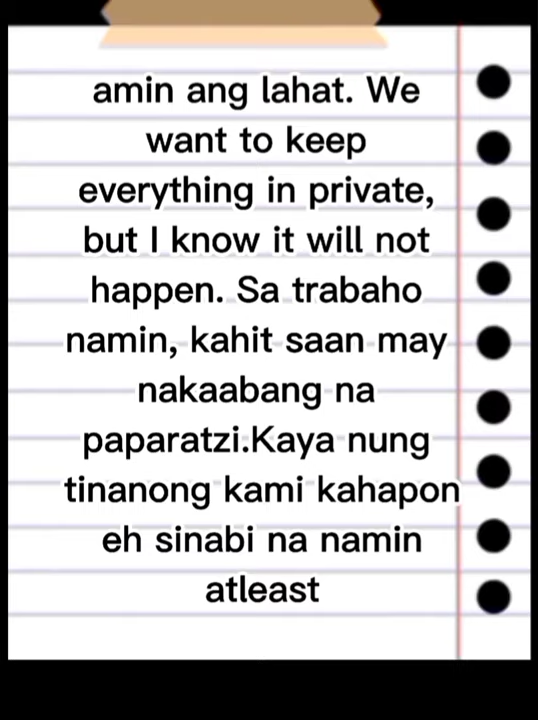 amin ang lahat. We
want to keep
everything in private,
but I know it will not
happen. Sa trabaho
namin, kahit saan may
nakaabang na
paparatzi.Kaya nung
tinanong kami kahapon
eh sinabi na namin
atleast